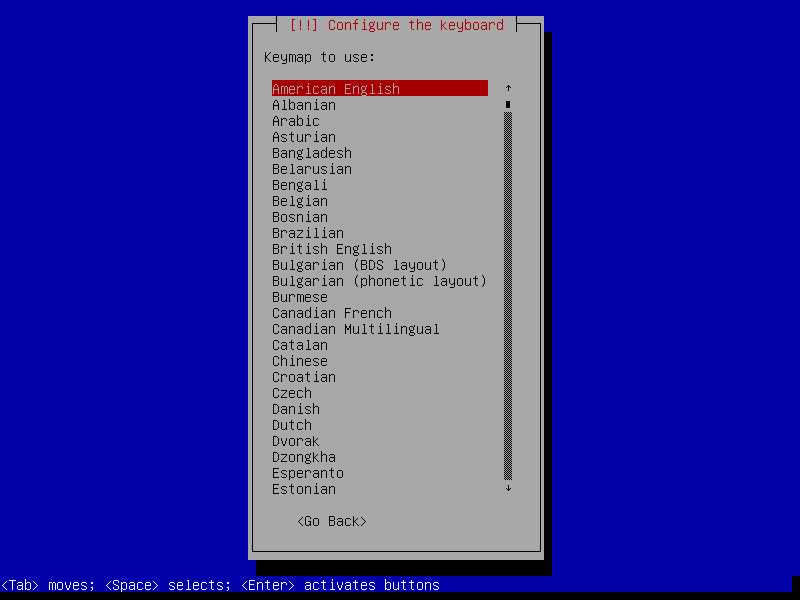 [!!] Configure the keyboard
Keymap to use:
American English
Albanian
Arabic
Asturian
Bangladesh
Belarusian
Bengali
Belgian
Bosnian
Brazilian
British English
Bulgarian (BDS layout)
Bulgarian (phonetic layout)
Burmese
Canadian French
Canadian Multilingual
Catalan
Chinese
Croatian
Czech
Danish
Dutch
Dvorak
Dzongkha
Esperanto
Estonian
<Go Back>
<Tab> moves; <Space> selects; <Enter> activates buttons